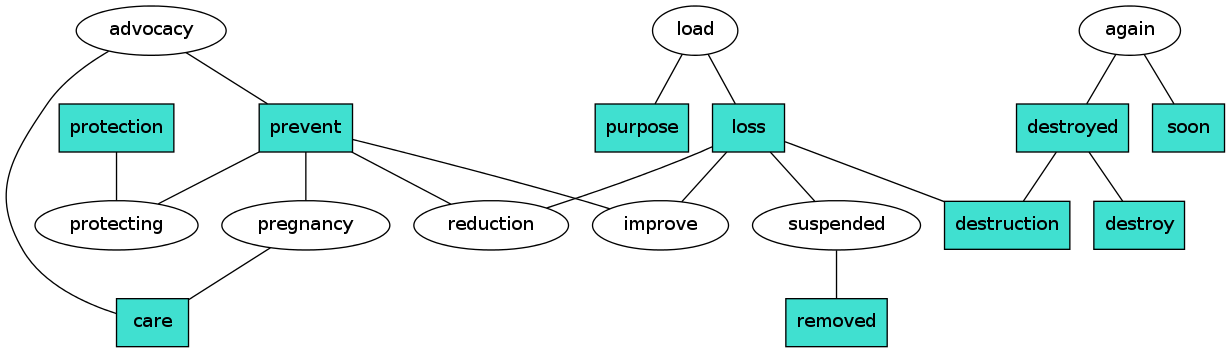 advocacy
load
again
protection
prevent
purpose
loss
destroyed
soon
protecting
pregnancy
reduction
improve
suspended
destruction
destroy
care
removed